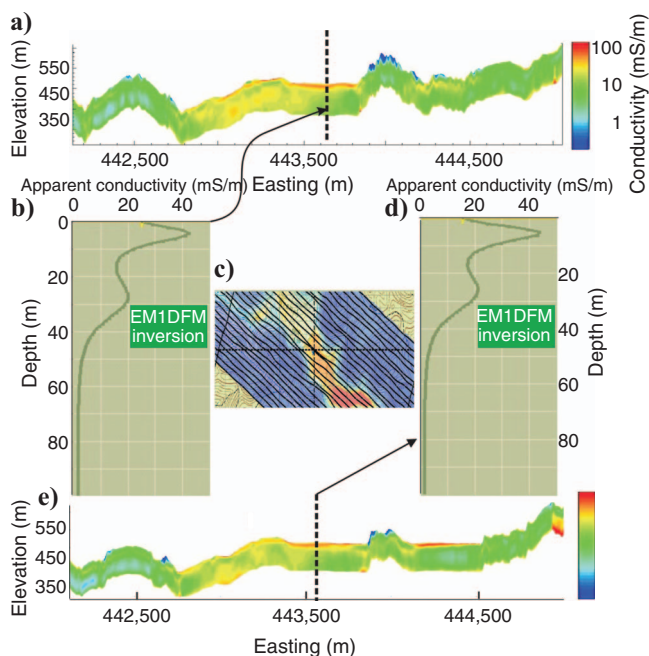 a)
Elevation (m)
550
450
350
442,500
443,500
444,500
Easting (m)
100
10
1
Conductivity (mS/m)
Apparent conductivity (mS/m)
0
20
40
b)
0
20
40
60
80
Depth (m)
EM1DFM
inversion
c)
Apparent conductivity (mS/m)
0
20
40
d)
20
40
60
80
Depth (m)
EM1DFM
inversion
e)
Elevation (m)
550
450
350
442,500
443,500
444,500
Easting (m)